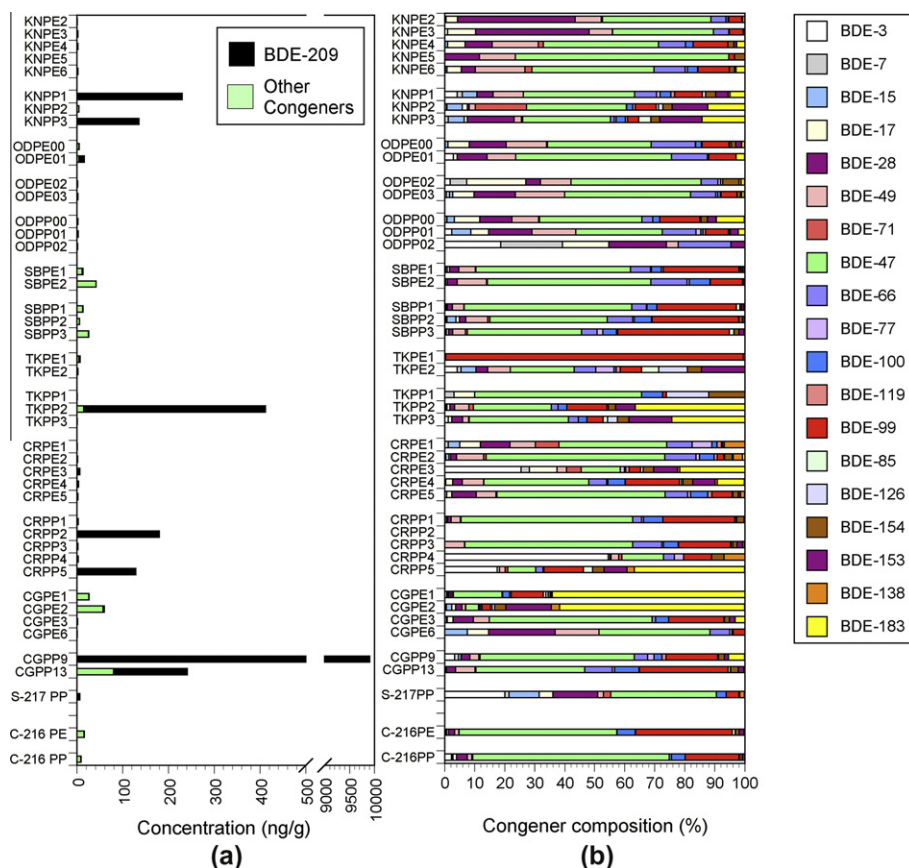 KNPE2
KNPE3
KNPE4
KNPE5
KNPE6
KNPP1
KNPP2
KNPP3
ODPE00
ODPE01
ODPE02
ODPE03
ODPP00
ODPP01
ODPP02
SBPE1
SBPE2
SBPP1
SBPP2
SBPP3
TKPE1
TKPE2
TKPP1
TKPP2
TKPP3
CRPE1
CRPE2
CRPE3
CRPE4
CRPE5
CRPP1
CRPP2
CRPP3
CRPP4
CRPP5
CGPE1
CGPE2
CGPE3
CGPE6
CGPP9
CGPP13
S-217 PP
C-216 PE
C-216 PP
BDE-209
Other
Congeners
0
100
200
300
400
500
9000
10000
Concentration (ng/g)
(a)
KNPE2
KNPE3
KNPE4
KNPE5
KNPE6
KNPP1
KNPP2
KNPP3
ODPE00
ODPE01
ODPE02
ODPE03
ODPP00
ODPP01
ODPP02
SBPE1
SBPE2
SBPP1
SBPP2
SBPP3
TKPE1
TKPE2
TKPP1
TKPP2
TKPP3
CRPE1
CRPE2
CRPE3
CRPE4
CRPE5
CRPP1
CRPP2
CRPP3
CRPP4
CRPP5
CGPE1
CGPE2
CGPE3
CGPE6
CGPP9
CGPP13
S-217PP
C-216PE
C-216PP
0 10 20 30 40 50 60 70 80 90 100
Congener composition (%)
(b)
BDE-3
BDE-7
BDE-15
BDE-17
BDE-28
BDE-49
BDE-71
BDE-47
BDE-66
BDE-77
BDE-100
BDE-119
BDE-99
BDE-85
BDE-126
BDE-154
BDE-153
BDE-138
BDE-183